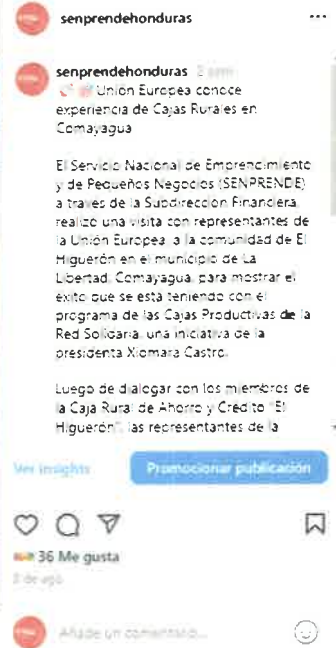 senprendehonduras
senprendehonduras 2 sem
Unión Europea conoce
experiencia de Cajas Rurales en
Comayagua
El Servicio Nacional de Emprendimiento
y de Pequeños Negocios (SENPRENDE)
a través de la Subdirección Financiera,
realizó una visita con representantes de
la Unión Europea, a la comunidad de El
Higuerón en el municipio de La
Libertad, Comayagua, para mostrar el
éxito que se está teniendo con el
programa de las Cajas Productivas de la
Red Solidaria, una iniciativa de la
presidenta Xiomara Castro.
Luego de dialogar con los miembros de
la Caja Rural de Ahorro y Crédito "El
Higuerón", las representantes de la
Ver insights
Promocionar publicación
36 Me gusta
de ago
Añade un comentario...